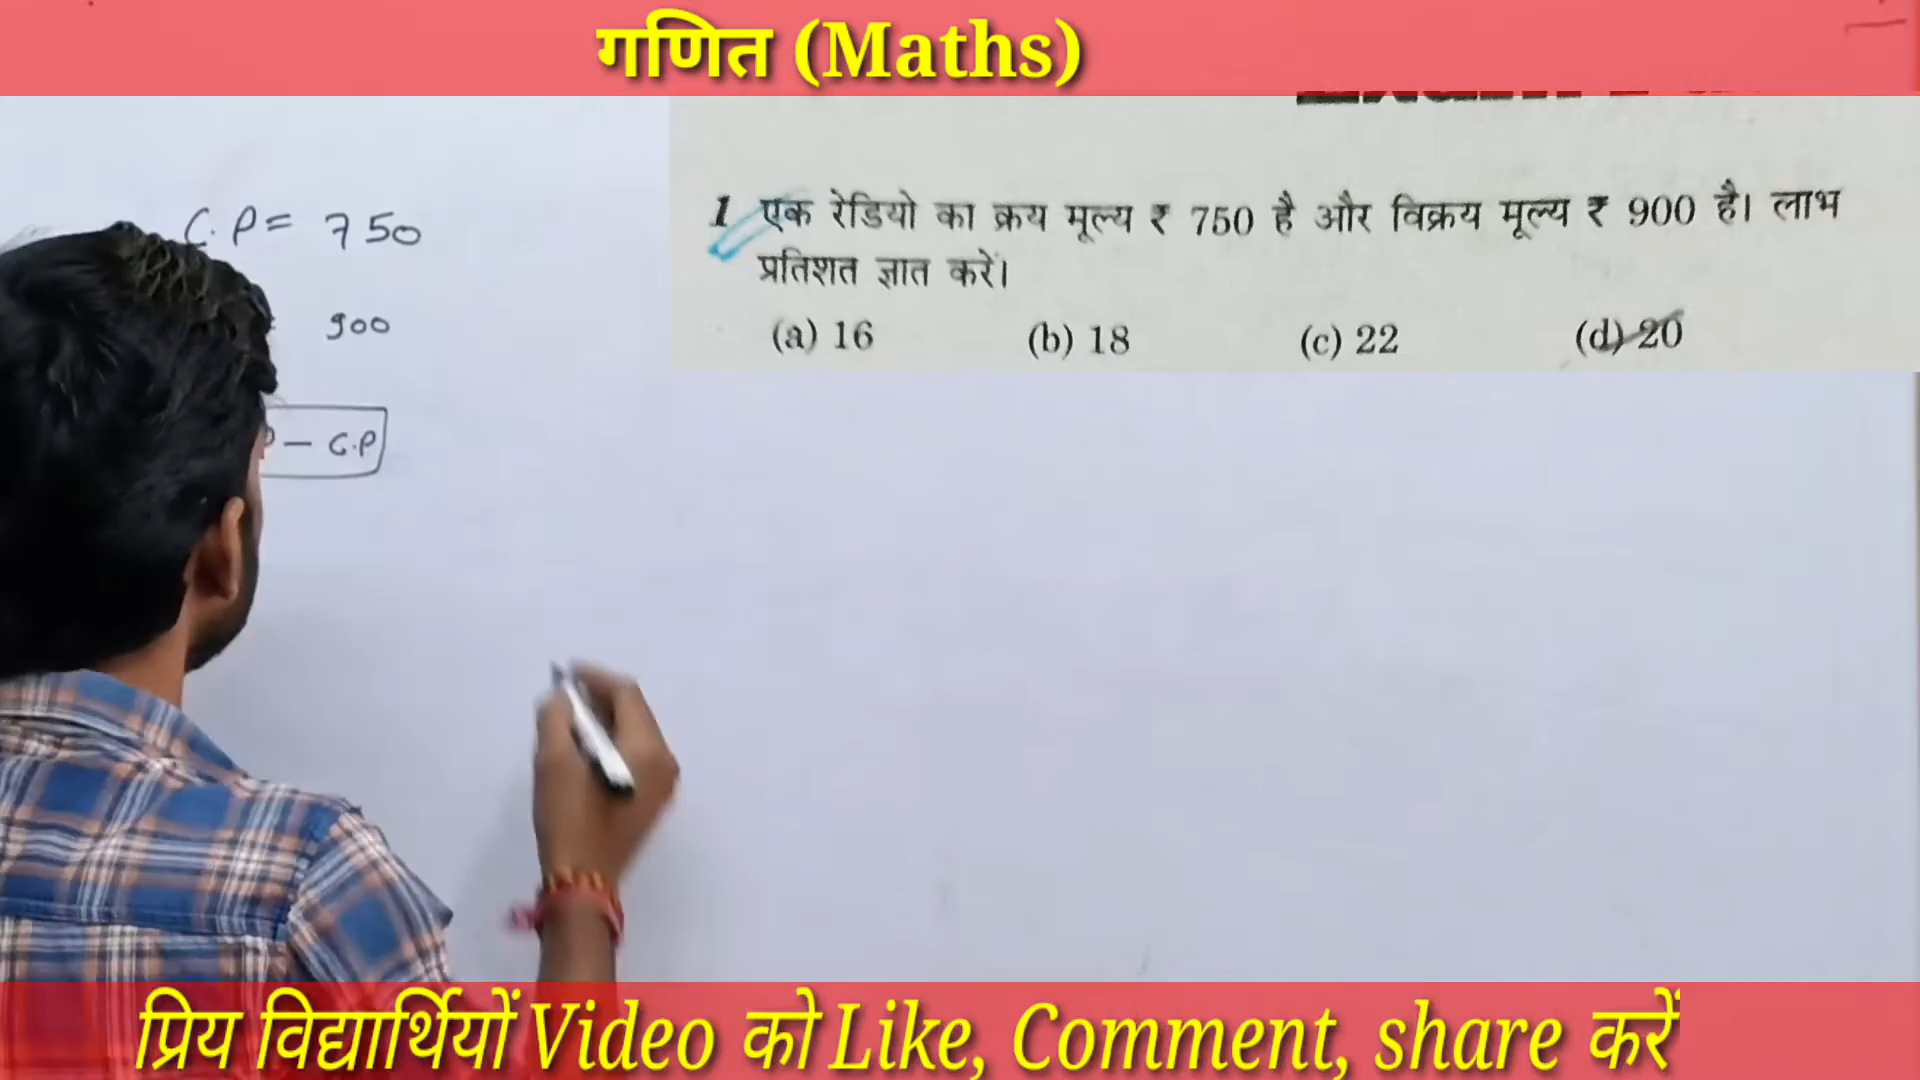 गणित (Maths)
C.P = 750
900
- C.P
1 एक रेडियो का क्रय मूल्य ₹ 750 है और विक्रय मूल्य ₹ 900 है। लाभ
प्रतिशत ज्ञात करें।
(a) 16 (b) 18 (c) 22 (d) 20
प्रिय विद्यार्थियों Video को Like, Comment, share करें